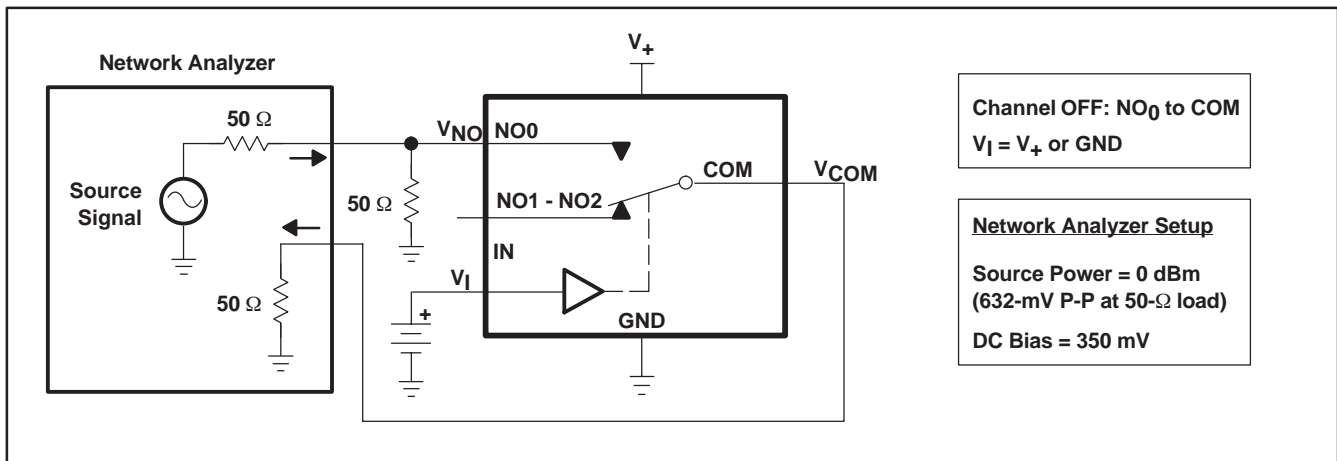 Network Analyzer
50 Ω
Source
Signal
50 Ω
V+
VNO
NO0
50 Ω
NO1 - NO2
IN
VI
+
COM
VCOM
GND
Channel OFF: NO0 to COM
VI = V+ or GND
Network Analyzer Setup
Source Power = 0 dBm
(632-mV P-P at 50-Ω load)
DC Bias = 350 mV